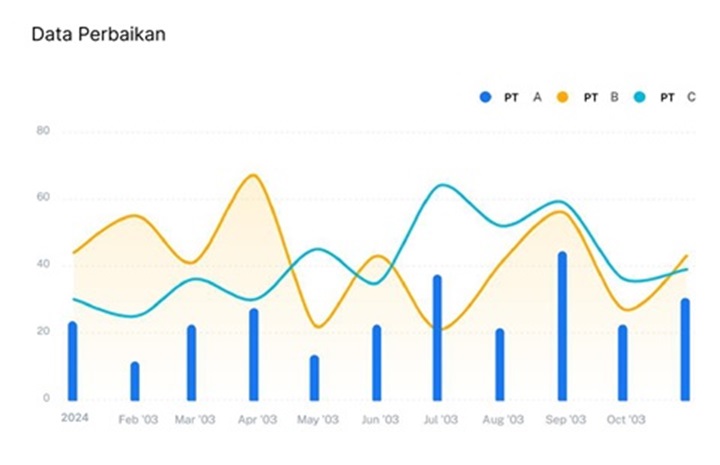 Data Perbaikan
PT A PT B PT C
80
60
40
20
0
2024 Feb '03 Mar '03 Apr '03 May '03 Jun '03 Jul '03 Aug '03 Sep '03 Oct '03